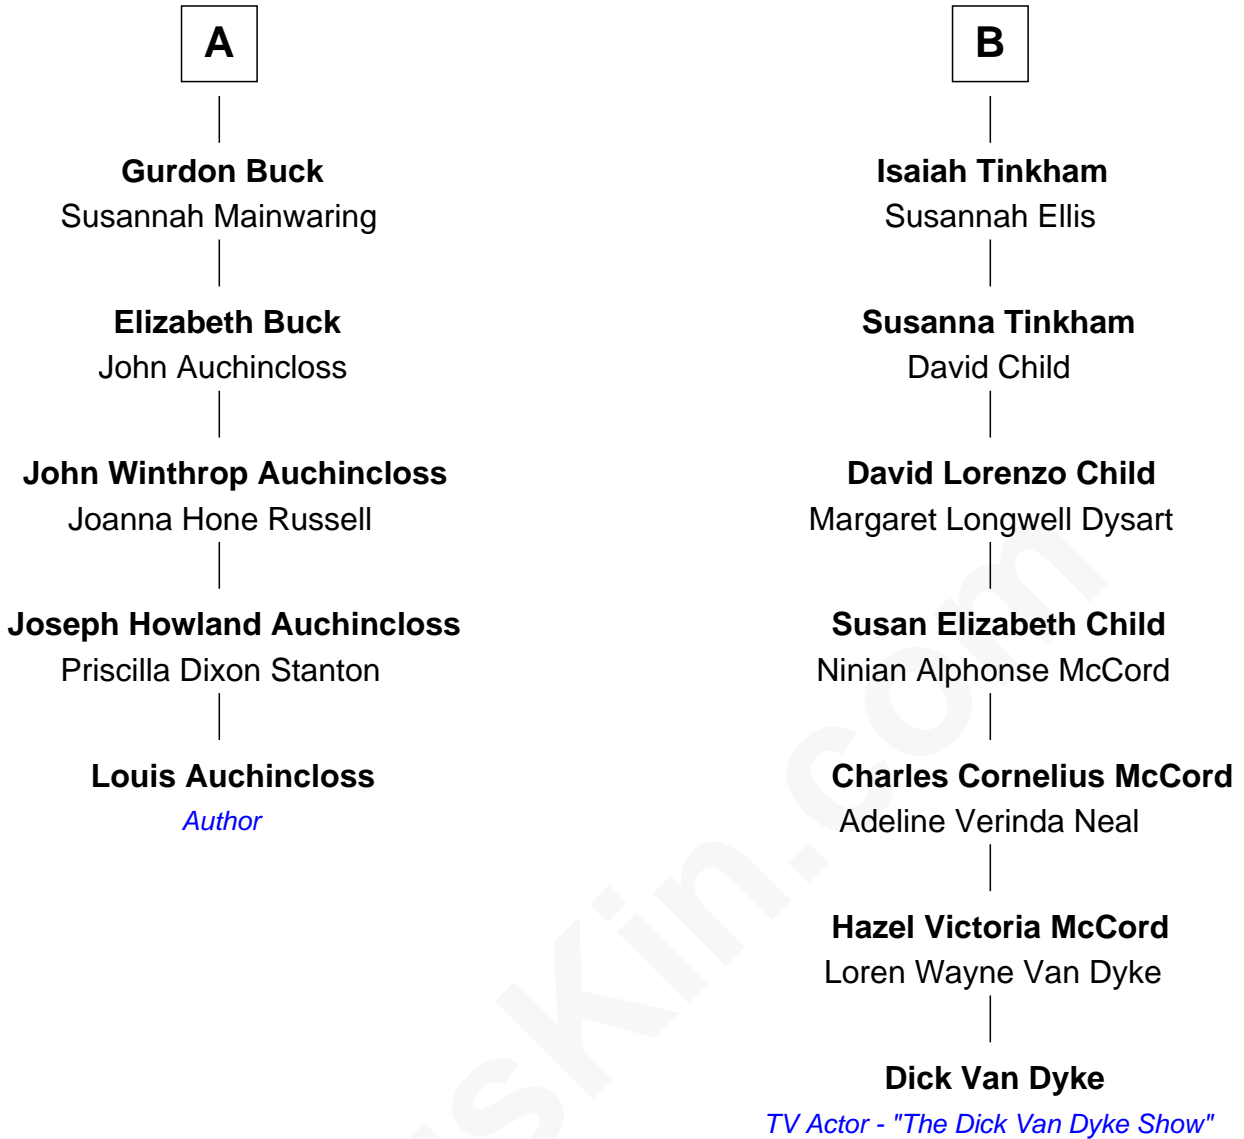 A
Gurdon Buck
Susannah Mainwaring
Elizabeth Buck
John Auchincloss
John Winthrop Auchincloss
Joanna Hone Russell
Joseph Howland Auchincloss
Priscilla Dixon Stanton
Louis Auchincloss
Author
B
Isaiah Tinkham
Susannah Ellis
Susanna Tinkham
David Child
David Lorenzo Child
Margaret Longwell Dysart
Susan Elizabeth Child
Ninian Alphonse McCord
Charles Cornelius McCord
Adeline Verinda Neal
Hazel Victoria McCord
Loren Wayne Van Dyke
Dick Van Dyke
TV Actor - "The Dick Van Dyke Show"